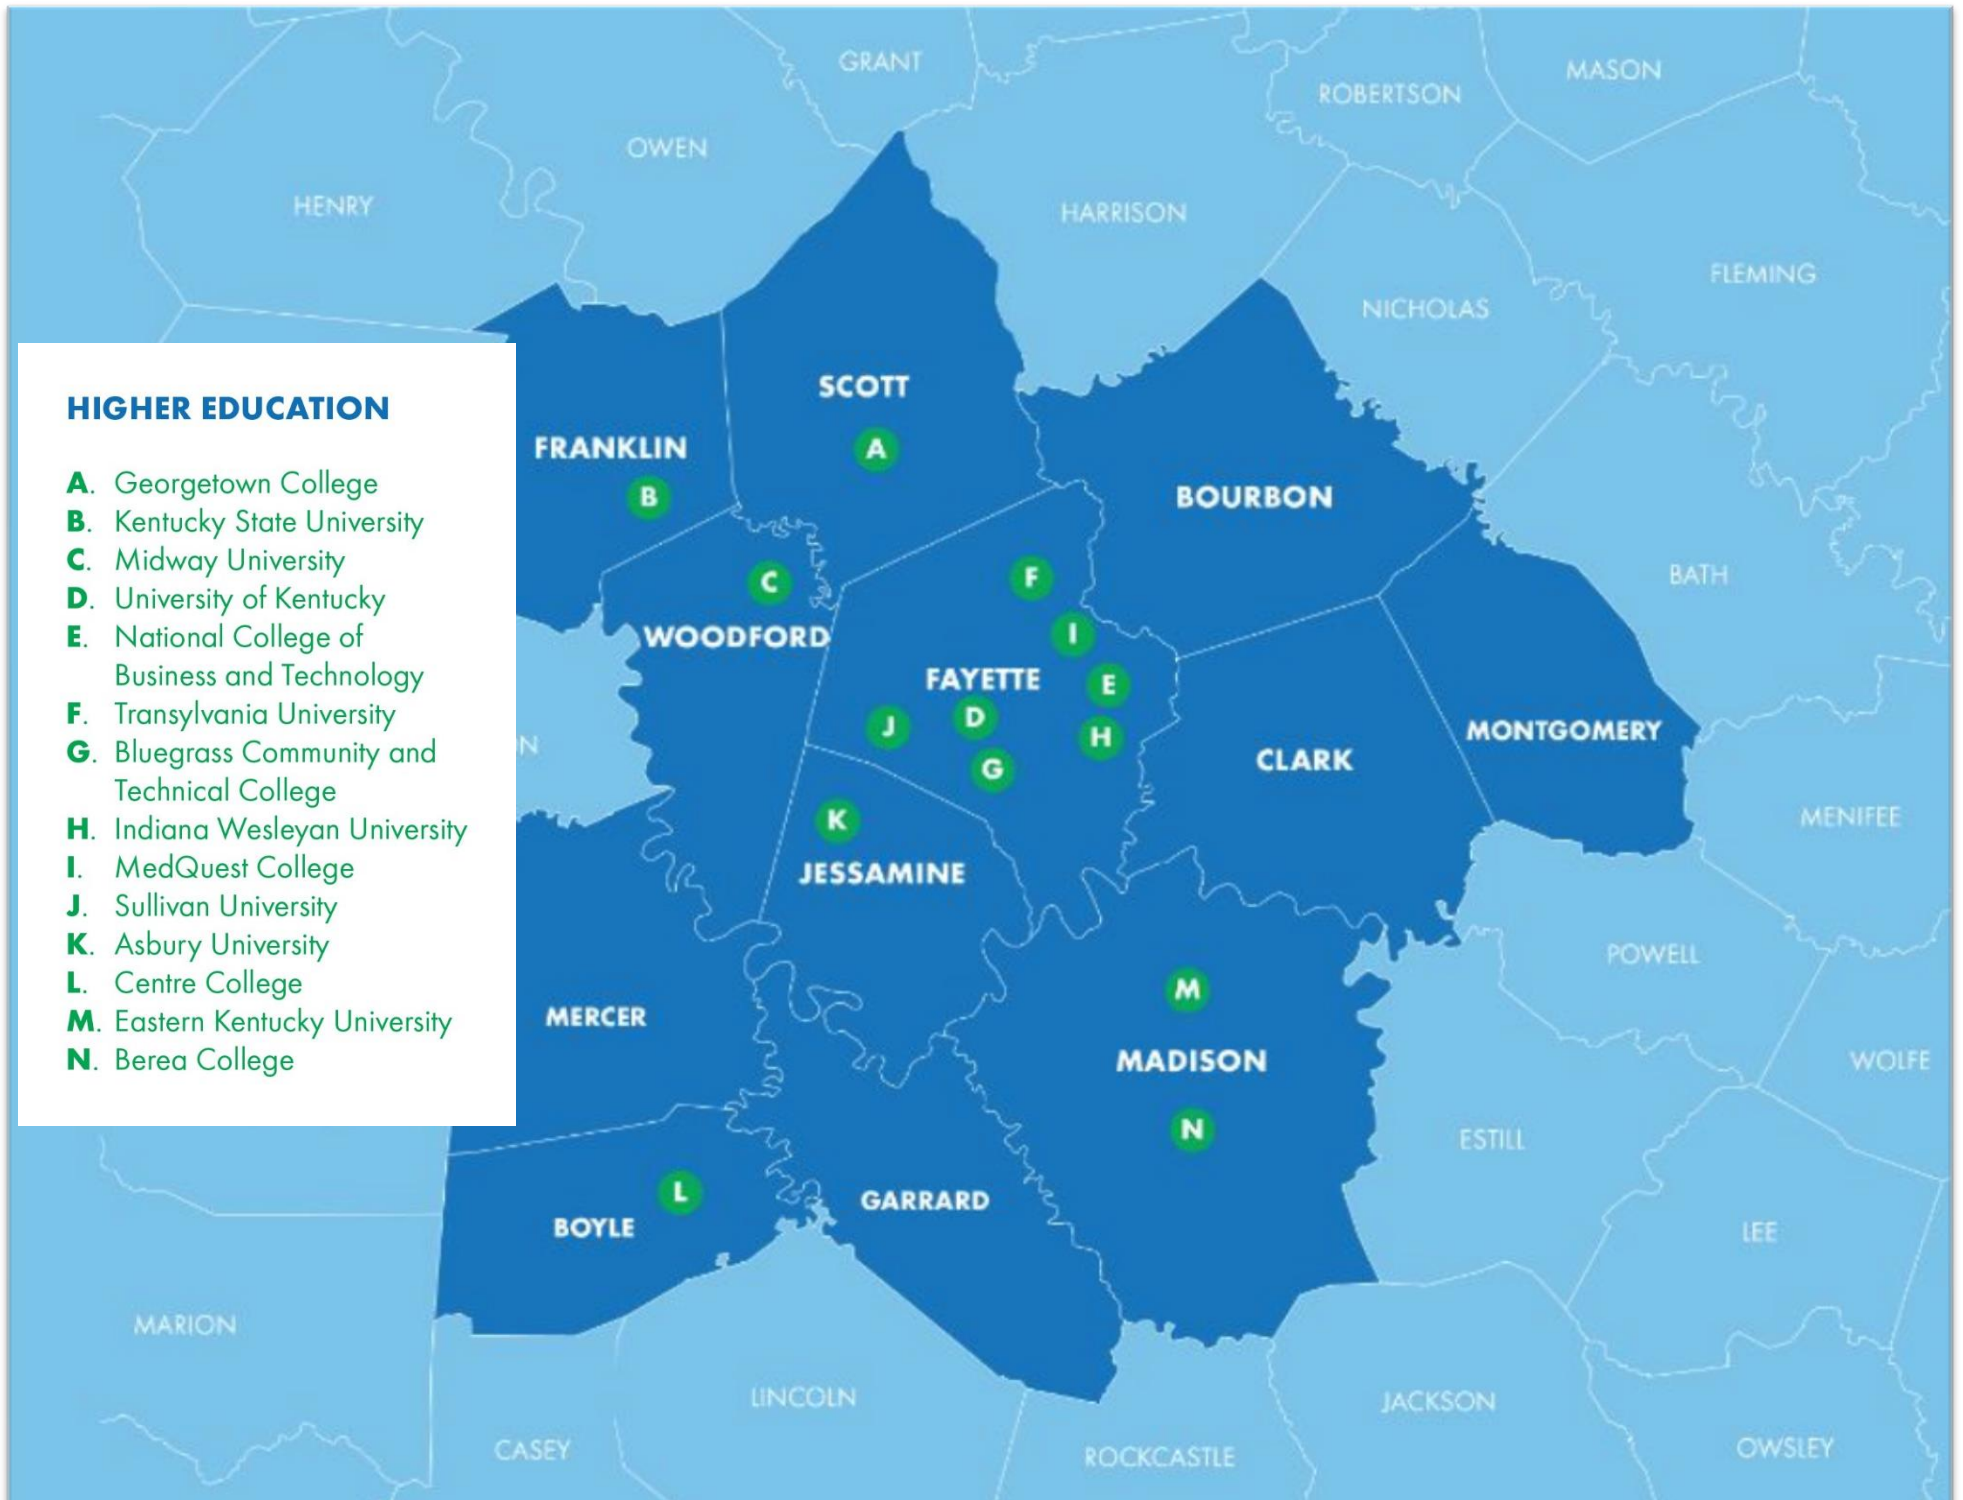 GRANT
MASON
ROBERTSON
OWEN
HENRY
HARRISON
FLEMING
NICHOLAS
SCOTT
A
FRANKLIN
B
BOURBON
BATH
C
WOODFORD
F
I
FAYETTE
E
D
J
H
G
MONTGOMERY
CLARK
K
JESSAMINE
MENIFEE
POWELL
M
MERCER
MADISON
WOLFE
N
ESTILL
L
BOYLE
GARRARD
LEE
MARION
LINCOLN
JACKSON
CASEY
ROCKCASTLE
OWSLEY
HIGHER EDUCATION
A. Georgetown College
B. Kentucky State University
C. Midway University
D. University of Kentucky
E. National College of
Business and Technology
F. Transylvania University
G. Bluegrass Community and
Technical College
H. Indiana Wesleyan University
I. MedQuest College
J. Sullivan University
K. Asbury University
L. Centre College
M. Eastern Kentucky University
N. Berea College